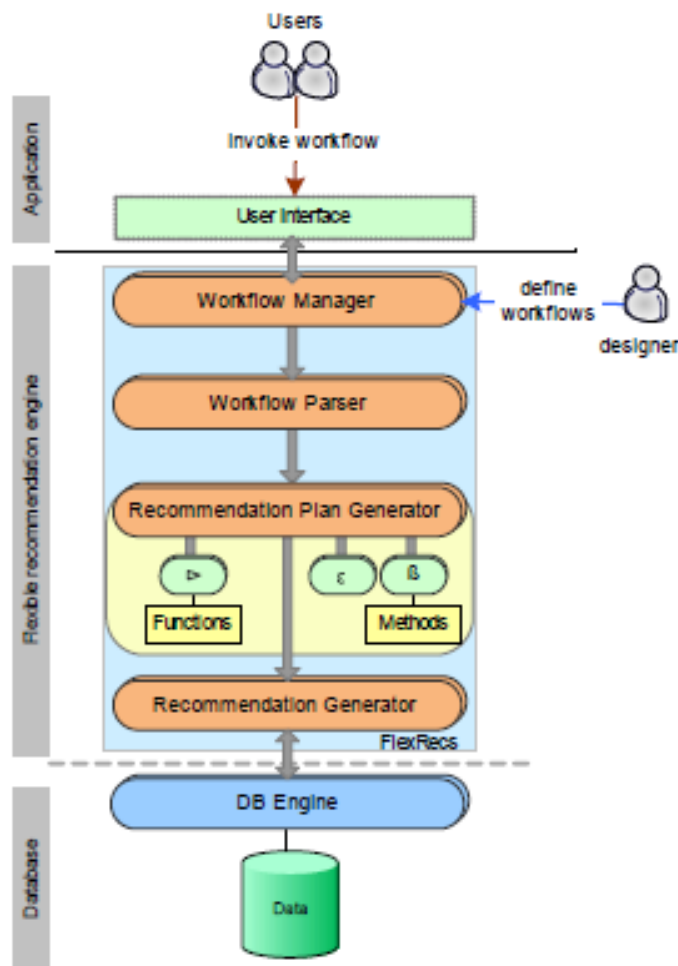 Users
Invoke workflow
Application
User Interface
Workflow Manager
define
workflows
designer
Workflow Parser
Flexible recommendation engine
Recommendation Plan Generator
▷
ε
ß
Functions
Methods
Recommendation Generator
FlexRecs
DB Engine
Database
Data